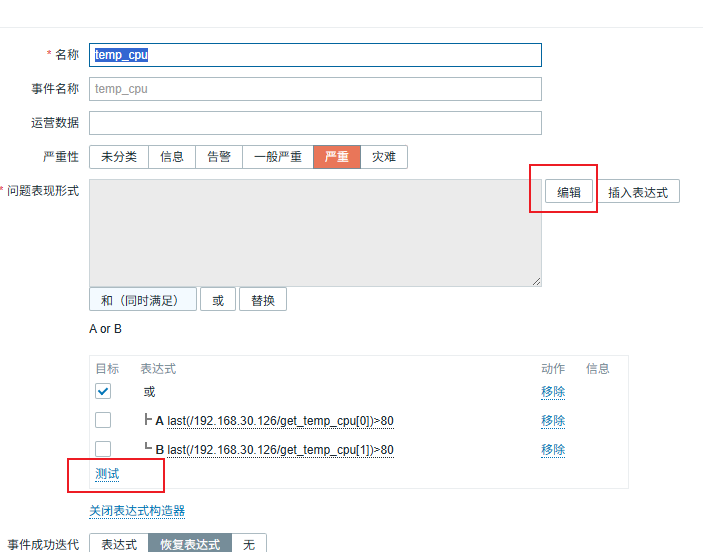 * 名称 temp_cpu
事件名称 temp_cpu
运营数据
严重性 未分类 信息 告警 一般严重 严重 灾难
* 问题表现形式 编辑 插入表达式
和（同时满足） 或 替换
A or B
目标 表达式 动作 信息
或 移除
A last(/192.168.30.126/get_temp_cpu[0])>80 移除
B last(/192.168.30.126/get_temp_cpu[1])>80 移除
测试
关闭表达式构造器
事件成功迭代 表达式 恢复表达式 无